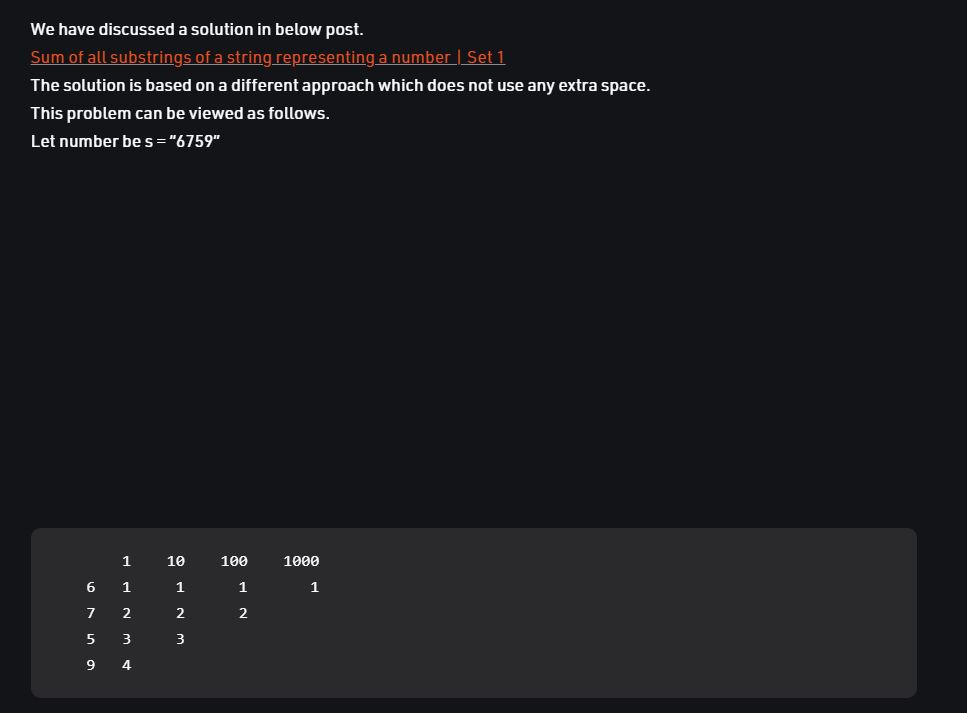 We have discussed a solution in below post.
Sum of all substrings of a string representing a number | Set 1
The solution is based on a different approach which does not use any extra space.
This problem can be viewed as follows.
Let number be s = ”6759”
1 10 100 1000
6 1 1 1 1
7 2 2 2
5 3 3
9 4